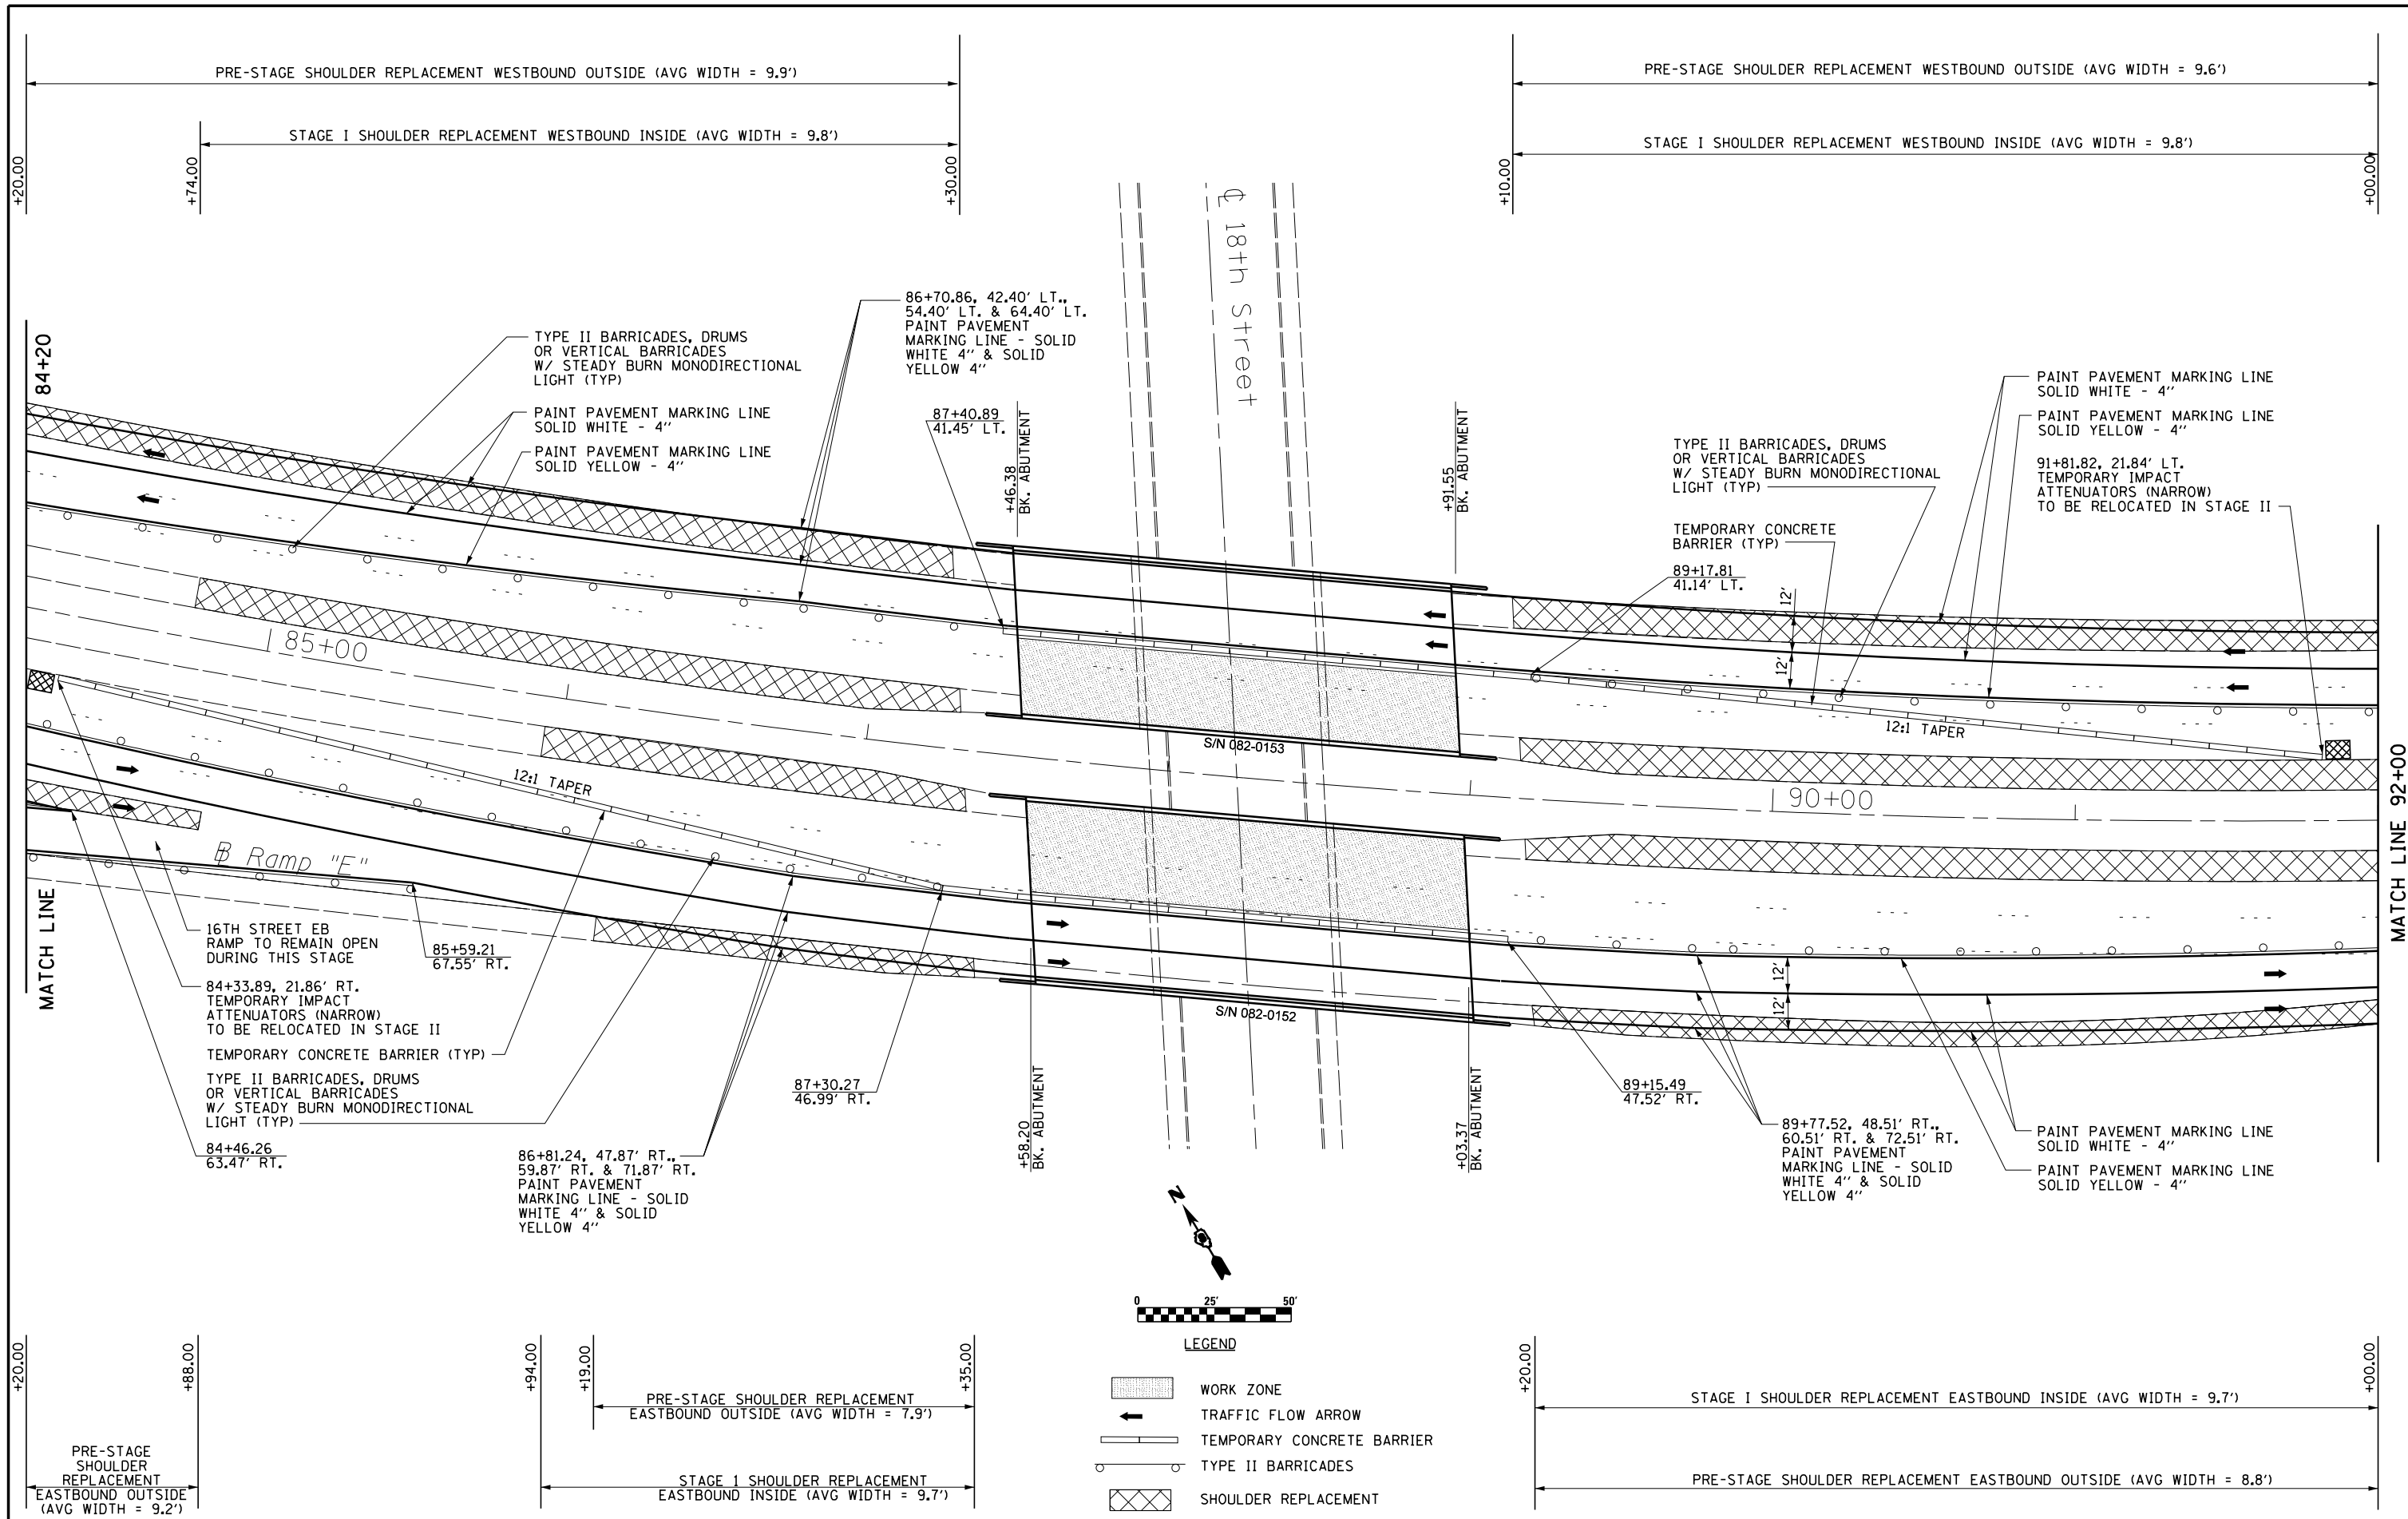 PRE-STAGE SHOULDER REPLACEMENT WESTBOUND OUTSIDE (AVG WIDTH = 9.9')
STAGE I SHOULDER REPLACEMENT WESTBOUND INSIDE (AVG WIDTH = 9.8')
+20.00
+74.00
+30.00
PRE-STAGE SHOULDER REPLACEMENT WESTBOUND OUTSIDE (AVG WIDTH = 9.6')
STAGE I SHOULDER REPLACEMENT WESTBOUND INSIDE (AVG WIDTH = 9.8')
+10.00
+00.00
℄ 18th Street
84+20
TYPE II BARRICADES, DRUMS
OR VERTICAL BARRICADES
W/ STEADY BURN MONODIRECTIONAL
LIGHT (TYP)
PAINT PAVEMENT MARKING LINE
SOLID WHITE - 4''
PAINT PAVEMENT MARKING LINE
SOLID YELLOW - 4''
86+70.86, 42.40' LT.,
54.40' LT. & 64.40' LT.
PAINT PAVEMENT
MARKING LINE - SOLID
WHITE 4'' & SOLID
YELLOW 4''
87+40.89
41.45' LT.
+46.38
BK. ABUTMENT
+91.55
BK. ABUTMENT
TYPE II BARRICADES, DRUMS
OR VERTICAL BARRICADES
W/ STEADY BURN MONODIRECTIONAL
LIGHT (TYP)
TEMPORARY CONCRETE
BARRIER (TYP)
89+17.81
41.14' LT.
PAINT PAVEMENT MARKING LINE
SOLID WHITE - 4''
PAINT PAVEMENT MARKING LINE
SOLID YELLOW - 4''
91+81.82, 21.84' LT.
TEMPORARY IMPACT
ATTENUATORS (NARROW)
TO BE RELOCATED IN STAGE II
12'
12'
12:1 TAPER
85+00
S/N 082-0153
90+00
12:1 TAPER
MATCH LINE 92+00
B Ramp "E"
MATCH LINE
16TH STREET EB
RAMP TO REMAIN OPEN
DURING THIS STAGE
85+59.21
67.55' RT.
84+33.89, 21.86' RT.
TEMPORARY IMPACT
ATTENUATORS (NARROW)
TO BE RELOCATED IN STAGE II
TEMPORARY CONCRETE BARRIER (TYP)
TYPE II BARRICADES, DRUMS
OR VERTICAL BARRICADES
W/ STEADY BURN MONODIRECTIONAL
LIGHT (TYP)
84+46.26
63.47' RT.
86+81.24, 47.87' RT.,
59.87' RT. & 71.87' RT.
PAINT PAVEMENT
MARKING LINE - SOLID
WHITE 4'' & SOLID
YELLOW 4''
87+30.27
46.99' RT.
+58.20
BK. ABUTMENT
S/N 082-0152
+03.37
BK. ABUTMENT
12'
12'
89+15.49
47.52' RT.
89+77.52, 48.51' RT.,
60.51' RT. & 72.51' RT.
PAINT PAVEMENT
MARKING LINE - SOLID
WHITE 4'' & SOLID
YELLOW 4''
PAINT PAVEMENT MARKING LINE
SOLID WHITE - 4''
PAINT PAVEMENT MARKING LINE
SOLID YELLOW - 4''
N
0 25' 50'
LEGEND
WORK ZONE
TRAFFIC FLOW ARROW
TEMPORARY CONCRETE BARRIER
TYPE II BARRICADES
SHOULDER REPLACEMENT
+20.00
+88.00
+94.00
+19.00
+35.00
PRE-STAGE
SHOULDER
REPLACEMENT
EASTBOUND OUTSIDE
(AVG WIDTH = 9.2')
PRE-STAGE SHOULDER REPLACEMENT
EASTBOUND OUTSIDE (AVG WIDTH = 7.9')
STAGE 1 SHOULDER REPLACEMENT
EASTBOUND INSIDE (AVG WIDTH = 9.7')
+20.00
+00.00
STAGE I SHOULDER REPLACEMENT EASTBOUND INSIDE (AVG WIDTH = 9.7')
PRE-STAGE SHOULDER REPLACEMENT EASTBOUND OUTSIDE (AVG WIDTH = 8.8')